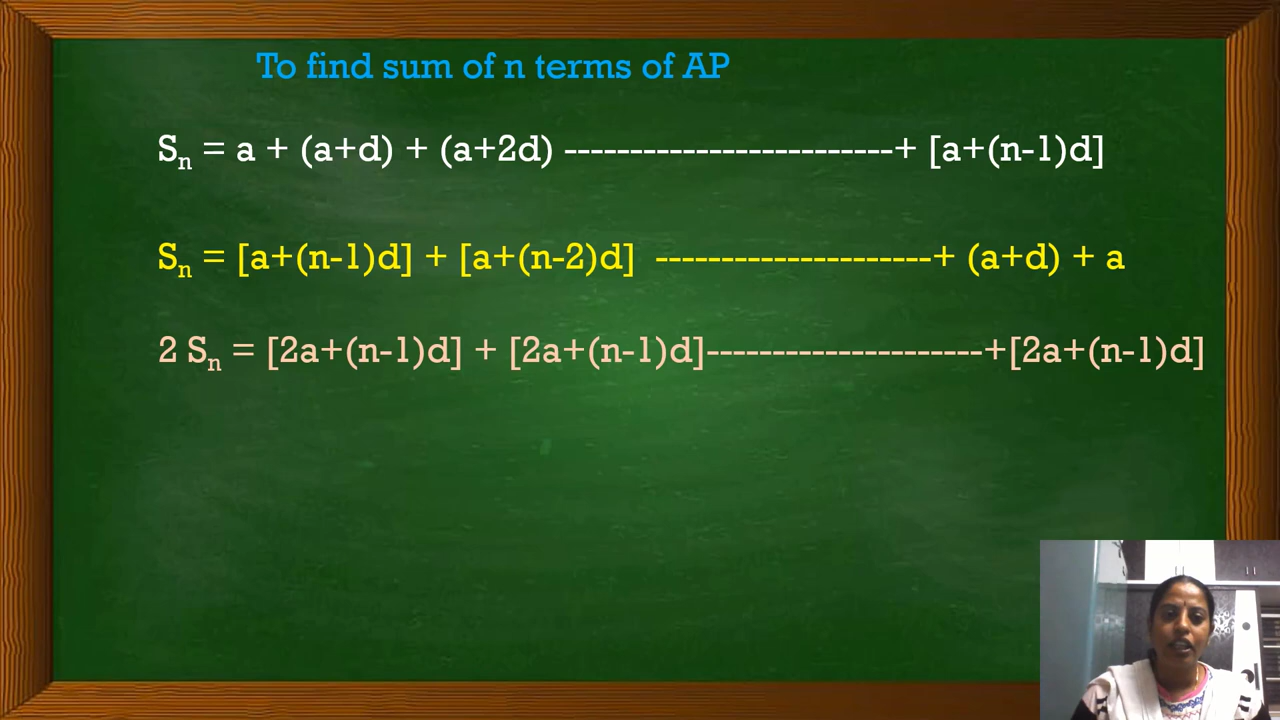 To find sum of n terms of AP
Sₙ = a + (a+d) + (a+2d) -------------------------+ [a+(n-1)d]
Sₙ = [a+(n-1)d] + [a+(n-2)d] ---------------------+ (a+d) + a
2 Sₙ = [2a+(n-1)d] + [2a+(n-1)d]---------------------+[2a+(n-1)d]